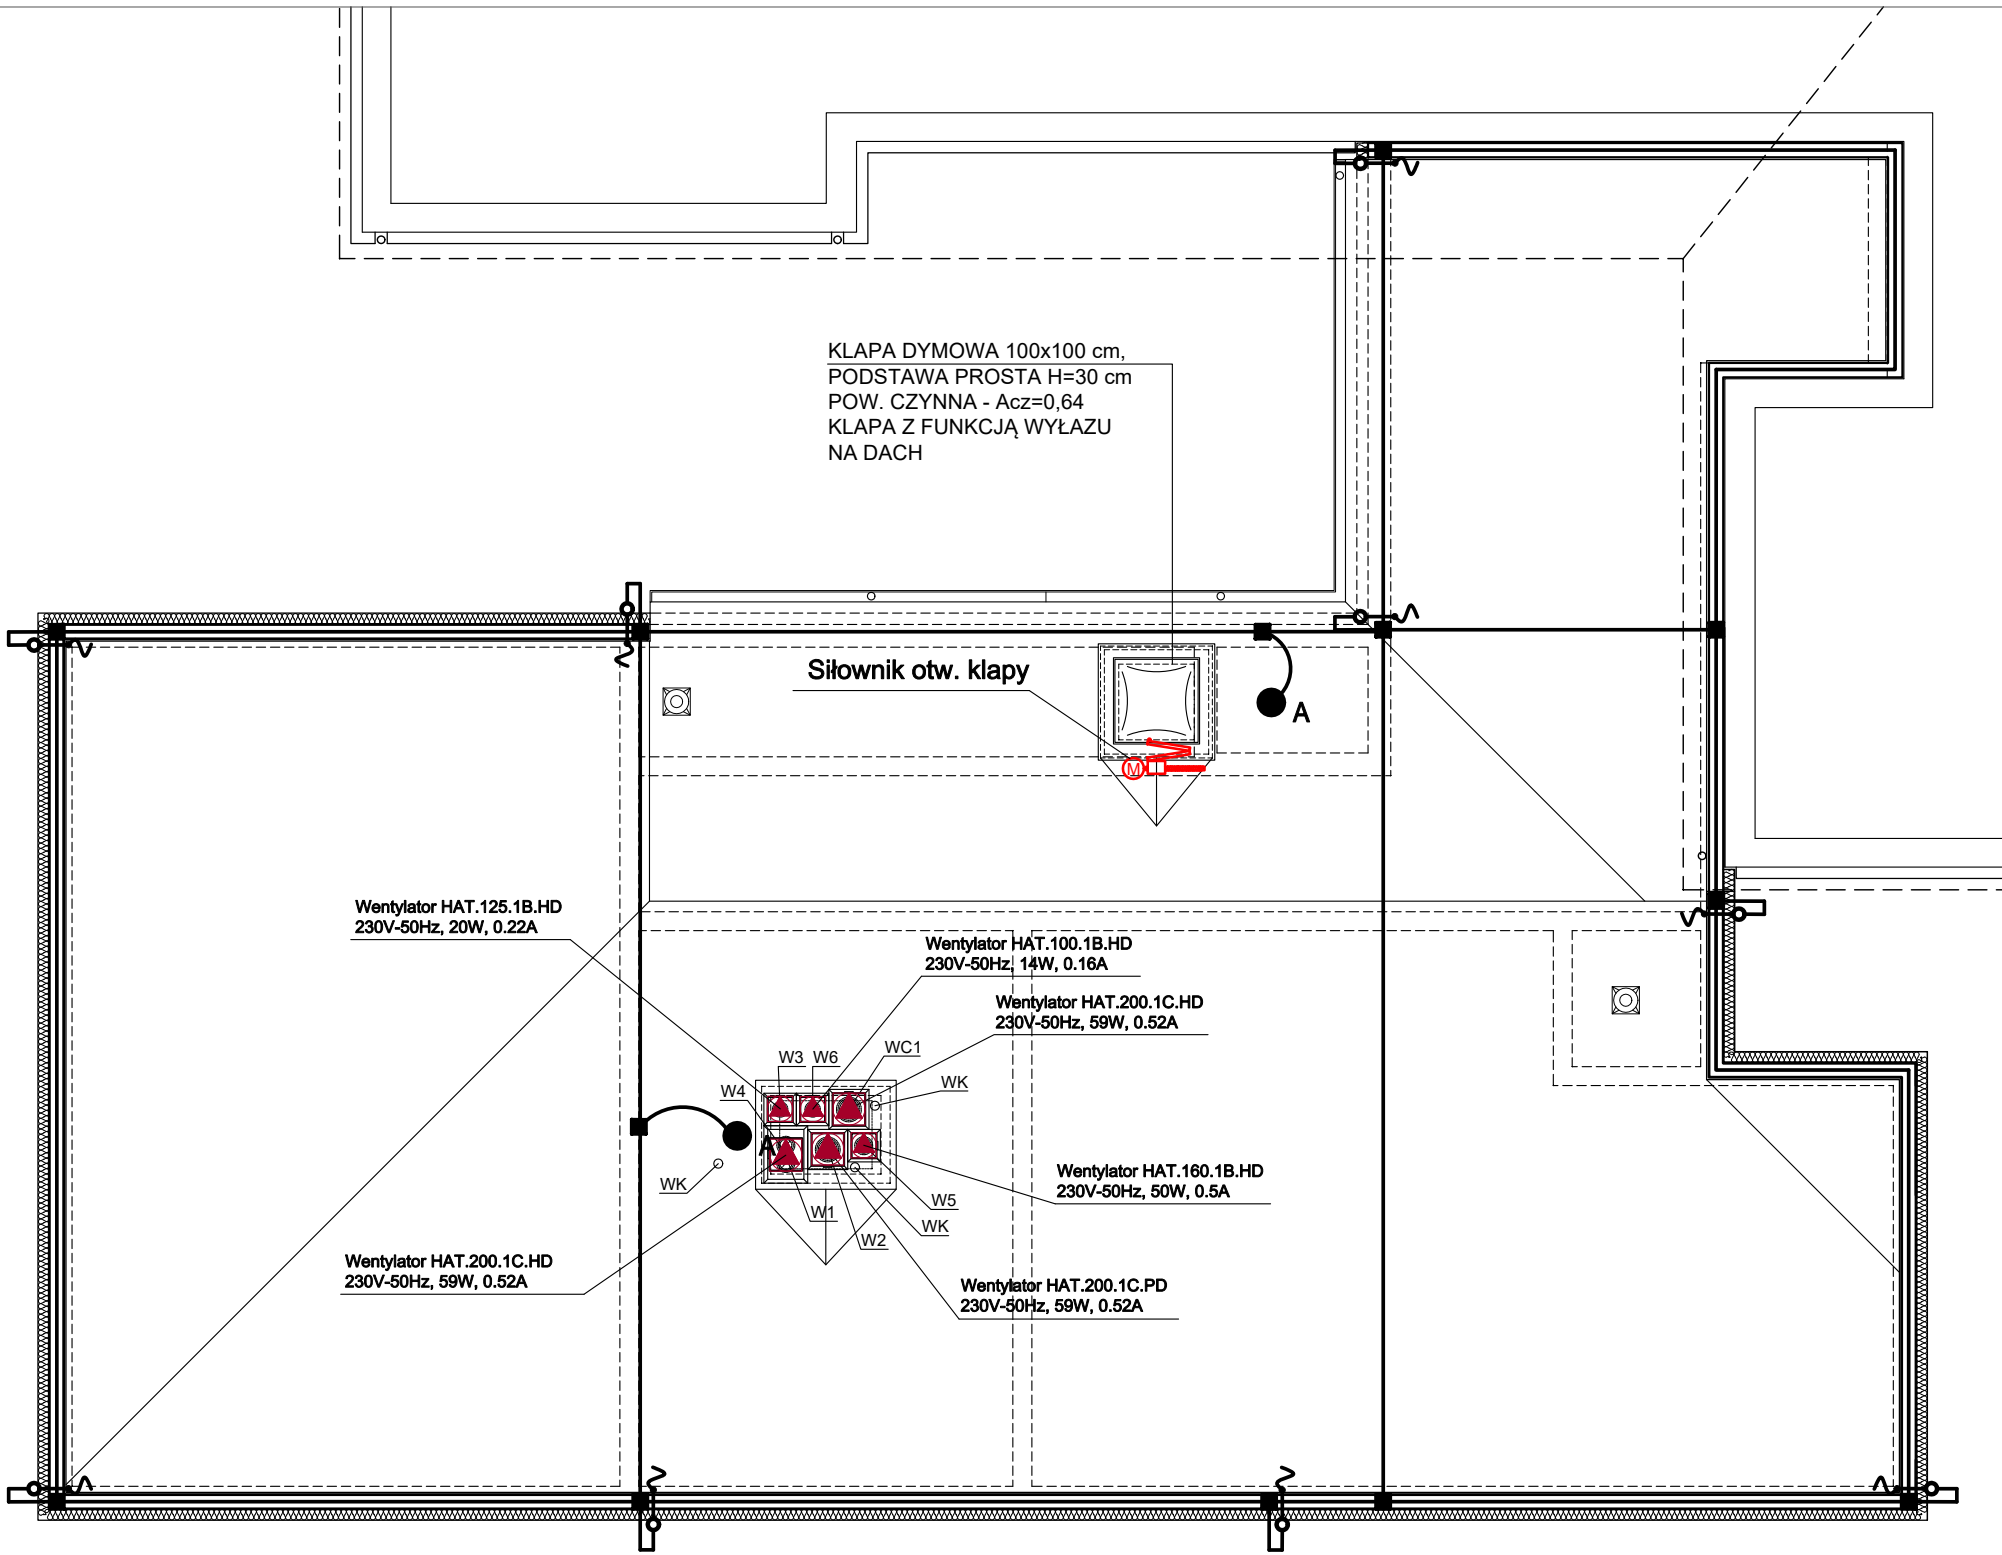 KLAPA DYMOWA 100x100 cm,
PODSTAWA PROSTA H=30 cm
POW. CZYNNA - Acz=0,64
KLAPA Z FUNKCJĄ WYŁAZU
NA DACH
Siłownik otw. klapy
A
M
Wentylator HAT.125.1B.HD
230V-50Hz, 20W, 0.22A
Wentylator HAT.100.1B.HD
230V-50Hz, 14W, 0.16A
Wentylator HAT.200.1C.HD
230V-50Hz, 59W, 0.52A
W3
W6
WC1
W4
WK
A
WK
W1
W2
W5
WK
Wentylator HAT.160.1B.HD
230V-50Hz, 50W, 0.5A
Wentylator HAT.200.1C.HD
230V-50Hz, 59W, 0.52A
Wentylator HAT.200.1C.PD
230V-50Hz, 59W, 0.52A